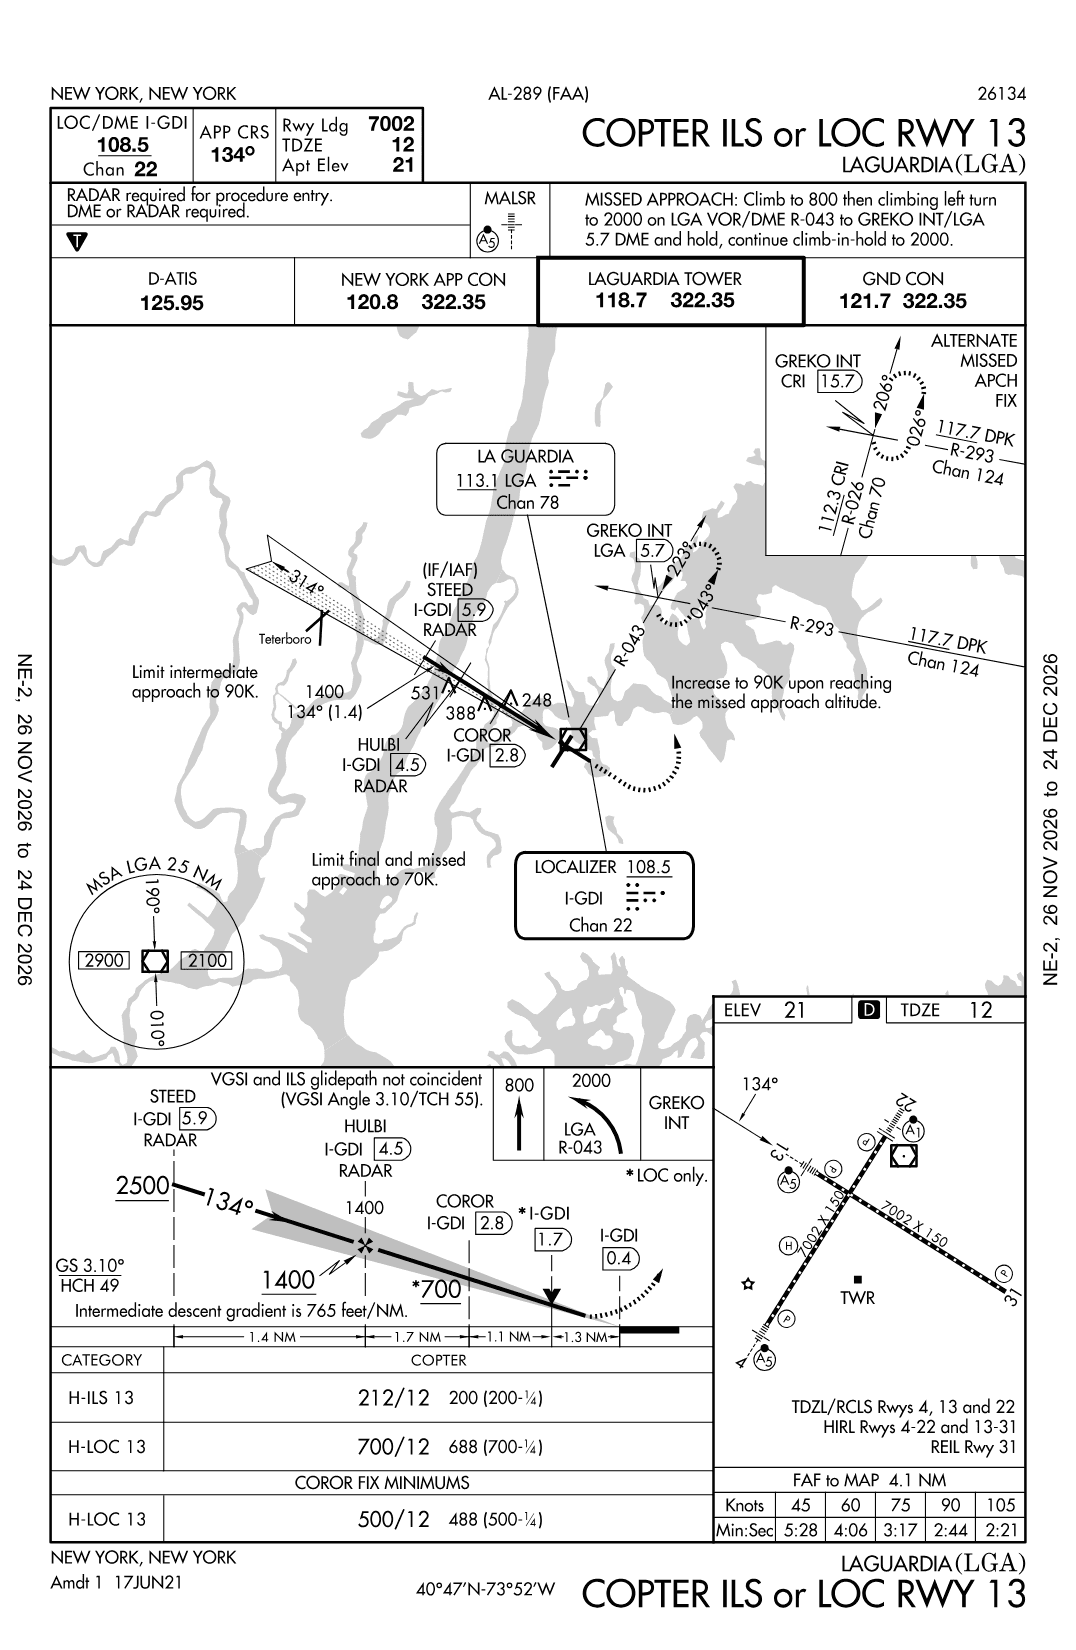 NEW YORK, NEW YORK
AL-289 (FAA)
26134
LOC/DME I-GDI
108.5
Chan 22
APP CRS
134°
Rwy Ldg 7002
TDZE 12
Apt Elev 21
COPTER ILS or LOC RWY 13
LAGUARDIA (LGA)
RADAR required for procedure entry.
DME or RADAR required.
T
MALSR
A5
MISSED APPROACH: Climb to 800 then climbing left turn
to 2000 on LGA VOR/DME R-043 to GREKO INT/LGA
5.7 DME and hold, continue climb-in-hold to 2000.
D-ATIS
125.95
NEW YORK APP CON
120.8 322.35
LAGUARDIA TOWER
118.7 322.35
GND CON
121.7 322.35
ALTERNATE
MISSED
APCH
FIX
GREKO INT
CRI 15.7
206°
026°
117.7 DPK
R-293
Chan 124
112.3 CRI
R-026
Chan 70
LA GUARDIA
113.1 LGA
Chan 78
GREKO INT
LGA 5.7
223°
043°
R-043
R-293
117.7 DPK
Chan 124
314°
Teterboro
(IF/IAF)
STEED
I-GDI 5.9
RADAR
Limit intermediate
approach to 90K.
1400
134° (1.4)
531
388
248
HULBI
I-GDI 4.5
RADAR
COROR
I-GDI 2.8
Increase to 90K upon reaching
the missed approach altitude.
Limit final and missed
approach to 70K.
LOCALIZER 108.5
I-GDI
Chan 22
MSA LGA 25 NM
190°
2900
2100
010°
NE-2, 26 NOV 2026 to 24 DEC 2026
NE-2, 26 NOV 2026 to 24 DEC 2026
ELEV 21
D
TDZE 12
134°
22
A1
P
13
A5
P
7002 X 150
7002 X 150
H
P
31
TWR
P
4
A5
TDZL/RCLS Rwys 4, 13 and 22
HIRL Rwys 4-22 and 13-31
REIL Rwy 31
FAF to MAP 4.1 NM
Knots 45 60 75 90 105
Min:Sec 5:28 4:06 3:17 2:44 2:21
VGSI and ILS glidepath not coincident
(VGSI Angle 3.10/TCH 55).
800
2000
LGA
R-043
GREKO
INT
*LOC only.
STEED
I-GDI 5.9
RADAR
HULBI
I-GDI 4.5
RADAR
2500
134°
1400
COROR
I-GDI 2.8
*I-GDI
1.7
I-GDI
0.4
GS 3.10°
HCH 49
1400
*700
Intermediate descent gradient is 765 feet/NM.
1.4 NM
1.7 NM
1.1 NM
1.3 NM
CATEGORY
COPTER
H-ILS 13
212/12 200 (200-¼)
H-LOC 13
700/12 688 (700-¼)
COROR FIX MINIMUMS
H-LOC 13
500/12 488 (500-¼)
NEW YORK, NEW YORK
Amdt 1 17JUN21
40°47'N-73°52'W
LAGUARDIA (LGA)
COPTER ILS or LOC RWY 13